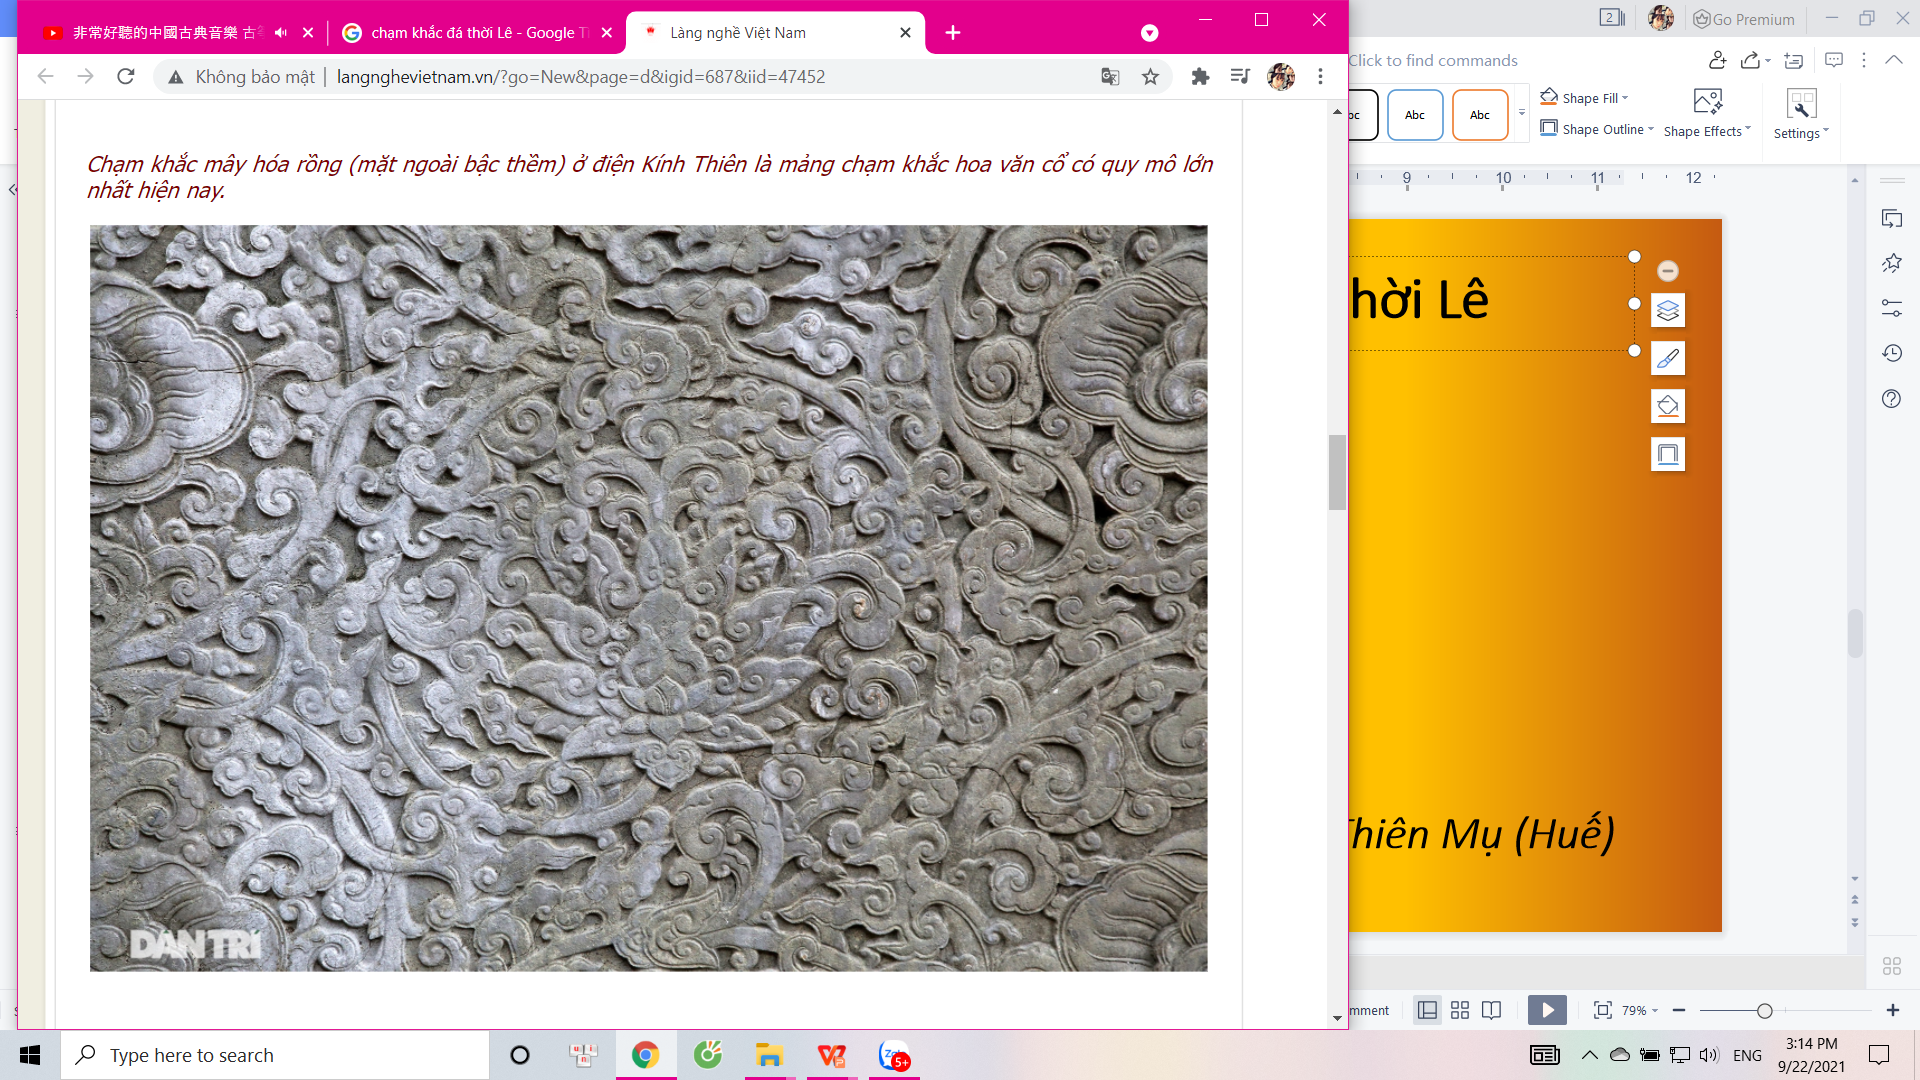 非常好聽的中國古典音樂
chạm khắc đá thời Lê - Google
Làng nghề Việt Nam
Không bảo mật
langnghevietnam.vn/?go=New&page=d&igid=687&iid=47452
Chạm khắc mây hóa rồng (mặt ngoài bậc thềm) ở điện Kính Thiên là mảng chạm khắc hoa văn cổ có quy mô lớn
nhất hiện nay.
DANTRI
2
Go Premium
Click to find commands
Abc
Abc
Shape Fill
Shape Outline
Shape Effects
Settings
9 10 11 12
hời Lê
Thiên Mụ (Huế)
mment
79%
Type here to search
5+
ENG
3:14 PM
9/22/2021